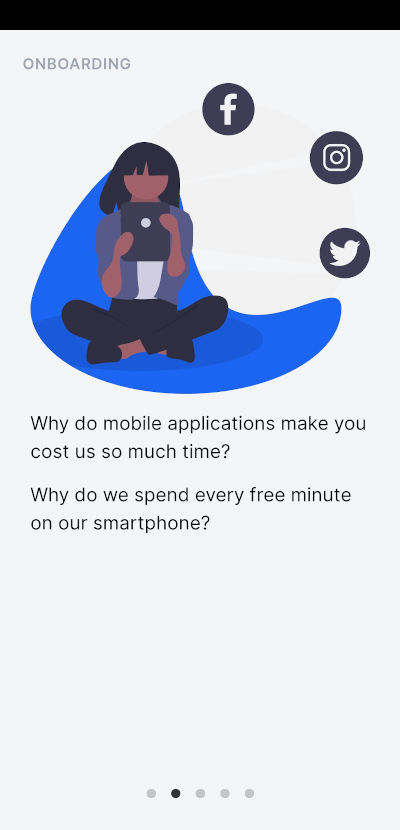 ONBOARDING
Why do mobile applications make you
cost us so much time?
Why do we spend every free minute
on our smartphone?